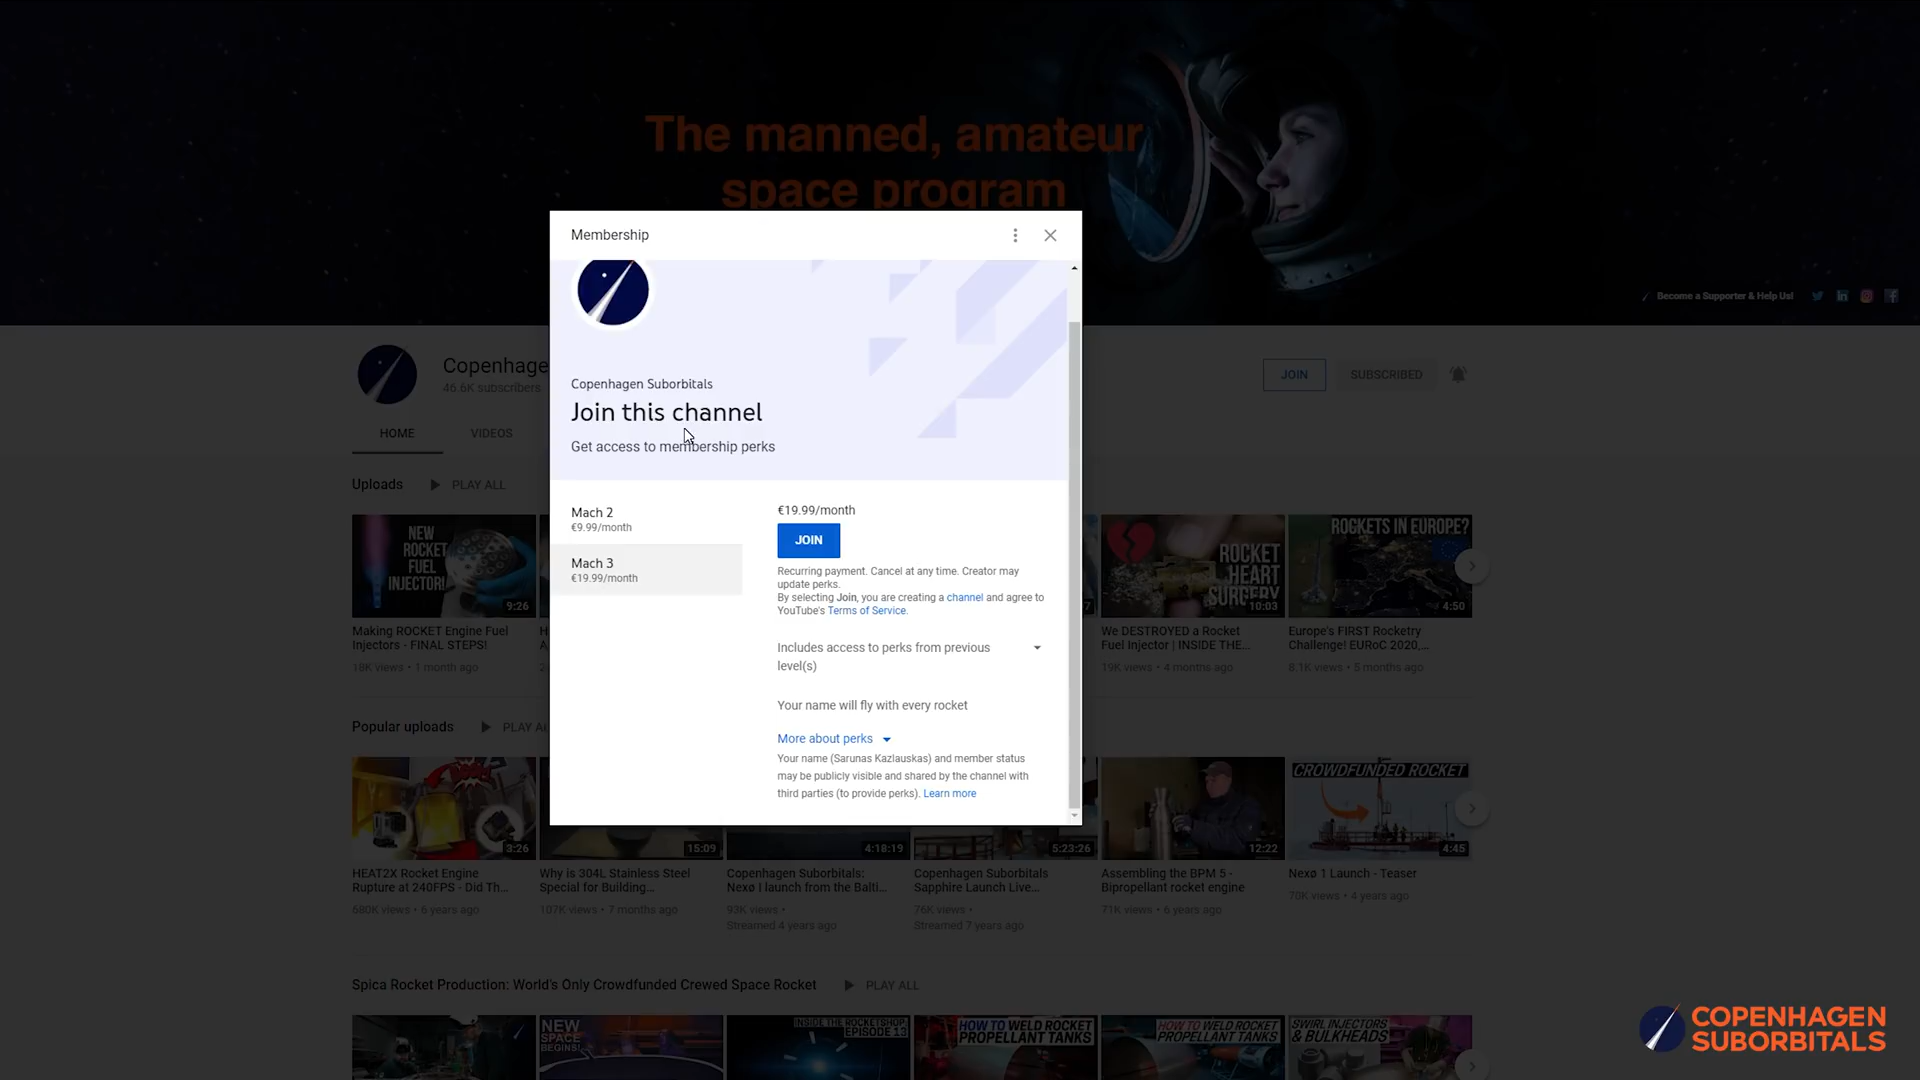 The manned, amateur
space program
Become a Supporter & Help Us!
Membership
Copenhagen Suborbitals
Join this channel
Get access to membership perks
Mach 2
€9.99/month
Mach 3
€19.99/month
€19.99/month
JOIN
Recurring payment. Cancel at any time. Creator may
update perks.
By selecting Join, you are creating a channel and agree to
YouTube's Terms of Service.
Includes access to perks from previous
level(s)
Your name will fly with every rocket
More about perks
Your name (Sarunas Kazlauskas) and member status
may be publicly visible and shared by the channel with
third parties (to provide perks). Learn more
46.6K subscribers
JOIN
SUBSCRIBED
HOME
VIDEOS
Uploads
PLAY ALL
NEW
ROCKET
FUEL
INJECTOR!
9:26
Making ROCKET Engine Fuel
Injectors - FINAL STEPS!
18K views • 1 month ago
ROCKET
HEART
SURGERY
10:03
We DESTROYED a Rocket
Fuel Injector | INSIDE THE...
19K views • 4 months ago
ROCKETS IN EUROPE?
4:50
Europe's FIRST Rocketry
Challenge! EURoC 2020,...
8.1K views • 5 months ago
Popular uploads
3:26
HEAT2X Rocket Engine
Rupture at 240FPS - Did Th...
680K views • 6 years ago
15:09
Why is 304L Stainless Steel
Special for Building...
107K views • 7 months ago
4:18:19
Copenhagen Suborbitals:
Nexø I launch from the Balti...
93K views •
Streamed 4 years ago
5:23:26
Copenhagen Suborbitals
Sapphire Launch Live...
76K views •
Streamed 7 years ago
12:22
Assembling the BPM 5 -
Bipropellant rocket engine
71K views • 6 years ago
CROWDFUNDED ROCKET
4:45
Nexø 1 Launch - Teaser
70K views • 4 years ago
Spica Rocket Production: World's Only Crowdfunded Crewed Space Rocket
PLAY ALL
NEW
SPACE
BEGINS!
INSIDE THE ROCKETSHOP
EPISODE 13
HOW TO WELD ROCKET
PROPELLANT TANKS
HOW TO WELD ROCKET
PROPELLANT TANKS
SWIRL INJECTORS
& BULKHEADS
COPENHAGEN
SUBORBITALS